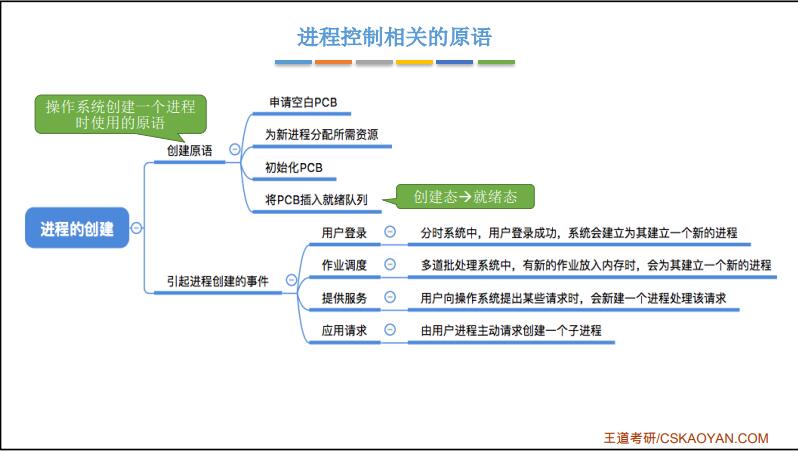 进程控制相关的原语
操作系统创建一个进程
时使用的原语
申请空白PCB
为新进程分配所需资源
创建原语
初始化PCB
将PCB插入就绪队列
创建态→就绪态
进程的创建
用户登录
分时系统中，用户登录成功，系统会建立为其建立一个新的进程
作业调度
多道批处理系统中，有新的作业放入内存时，会为其建立一个新的进程
引起进程创建的事件
提供服务
用户向操作系统提出某些请求时，会新建一个进程处理该请求
应用请求
由用户进程主动请求创建一个子进程
王道考研/CSKAOYAN.COM